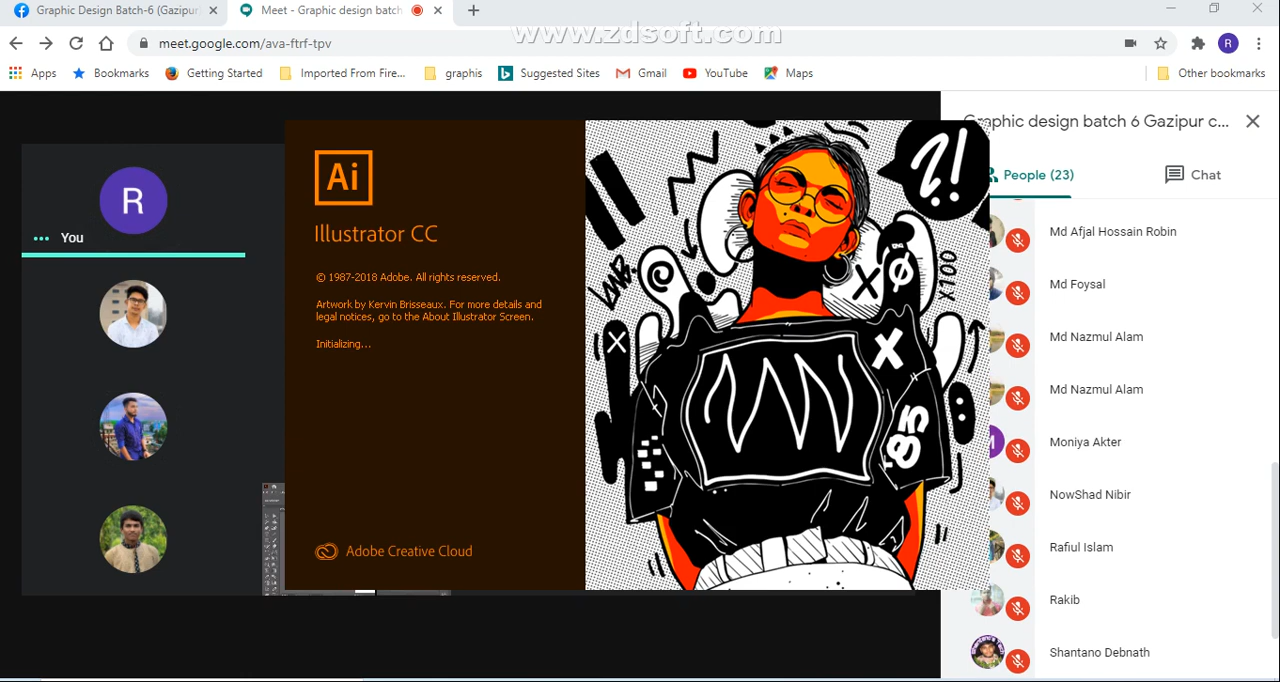 Graphic Design Batch-6 (Gazipur
Meet - Graphic design batch
www.zdsoft.com
meet.google.com/ava-ftrf-tpv
R
Apps
Bookmarks
Getting Started
Imported From Fire...
graphis
Suggested Sites
Gmail
YouTube
Maps
Other bookmarks
Graphic design batch 6 Gazipur c...
People (23)
Chat
R
You
Ai
Illustrator CC
© 1987-2018 Adobe. All rights reserved.
Artwork by Kervin Brisseaux. For more details and
legal notices, go to the About Illustrator Screen.
Initializing...
Adobe Creative Cloud
?!
X
X
X
'85
Md Afjal Hossain Robin
Md Foysal
Md Nazmul Alam
Md Nazmul Alam
Moniya Akter
NowShad Nibir
Rafiul Islam
Rakib
Shantano Debnath